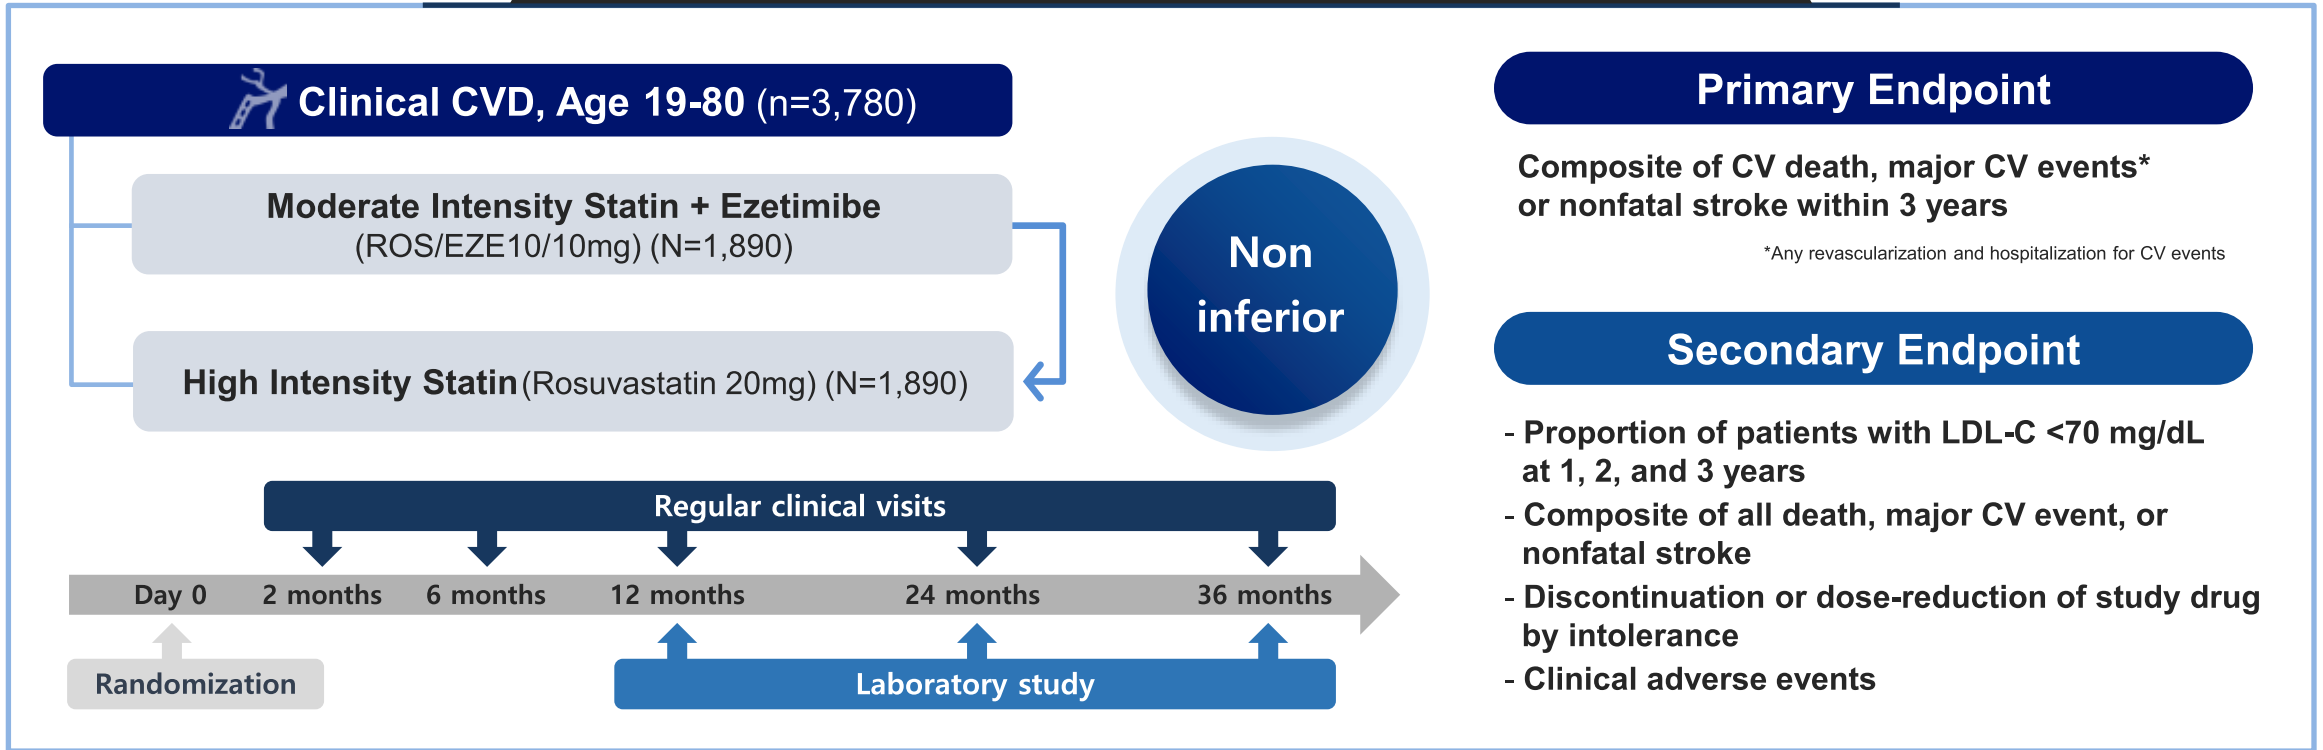 Clinical CVD, Age 19-80 (n=3,780)
Moderate Intensity Statin + Ezetimibe
(ROS/EZE10/10mg) (N=1,890)
High Intensity Statin(Rosuvastatin 20mg) (N=1,890)
Non
inferior
Regular clinical visits
Day 0 2 months 6 months 12 months 24 months 36 months
Randomization
Laboratory study
Primary Endpoint
Composite of CV death, major CV events*
or nonfatal stroke within 3 years
*Any revascularization and hospitalization for CV events
Secondary Endpoint
- Proportion of patients with LDL-C <70 mg/dL
at 1, 2, and 3 years
- Composite of all death, major CV event, or
nonfatal stroke
- Discontinuation or dose-reduction of study drug
by intolerance
- Clinical adverse events